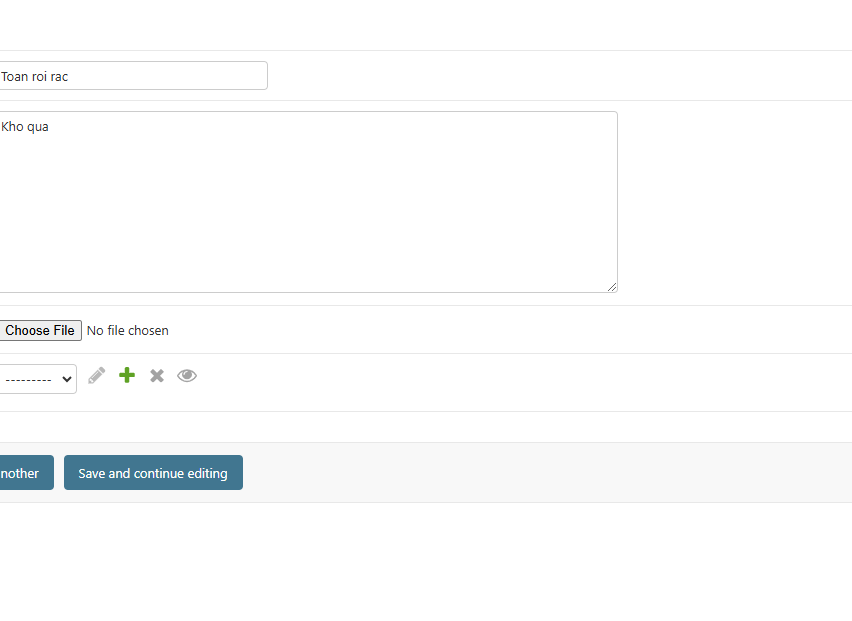 Toan roi rac
Kho qua
Choose File No file chosen
---------
nother Save and continue editing